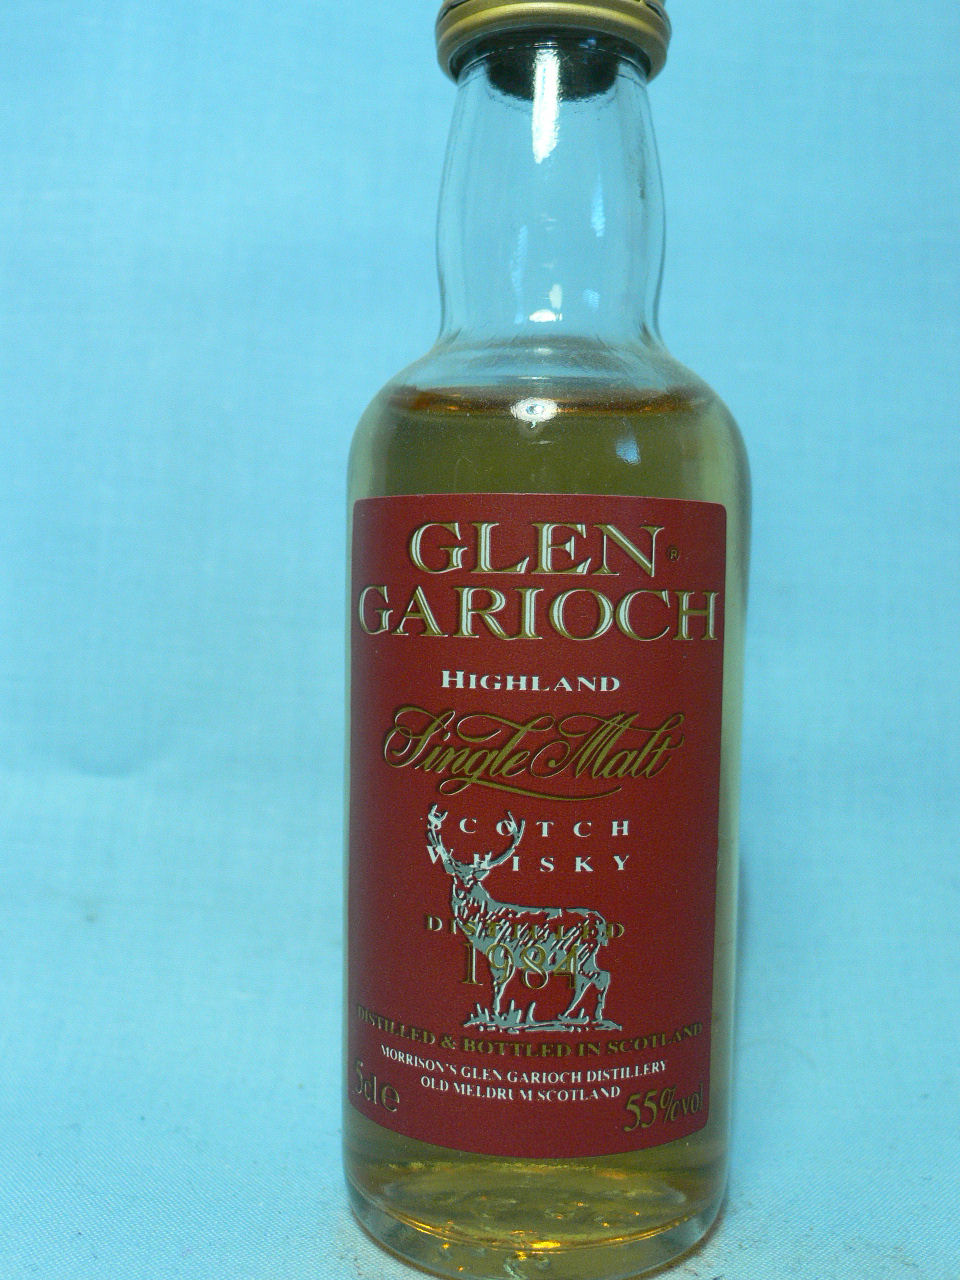 GLEN®
GARIOCH
HIGHLAND
Single Malt
SCOTCH
WHISKY
DISTILLED
1984
DISTILLED & BOTTLED IN SCOTLAND
MORRISON'S GLEN GARIOCH DISTILLERY
OLD MELDRUM SCOTLAND
5cl e
55%vol